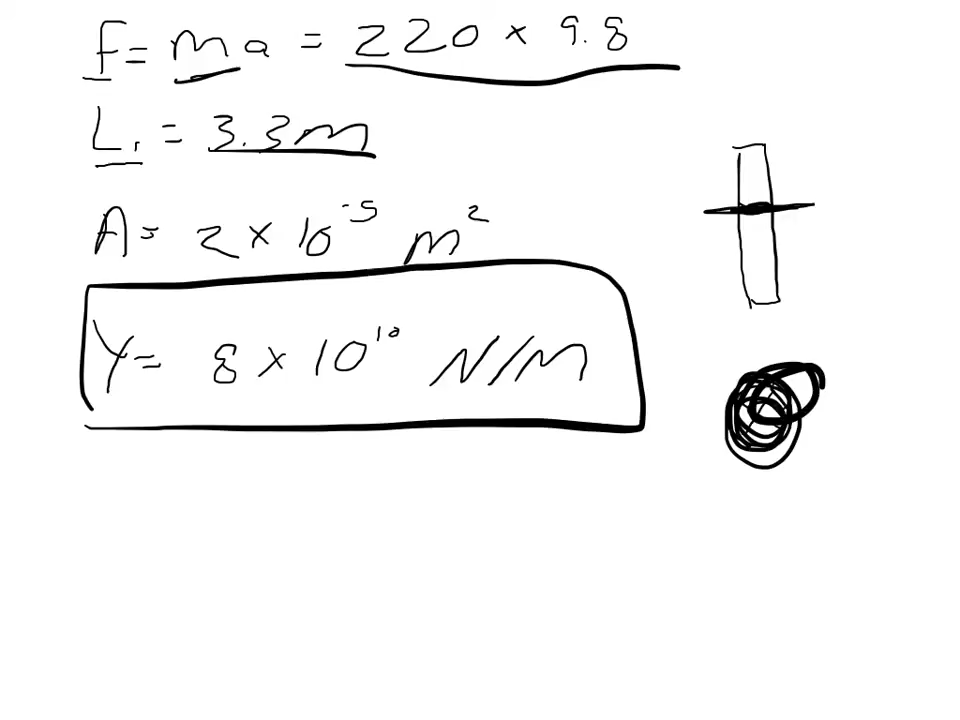 F = ma = 220 × 9.8
L₁ = 3.3m
A = 2 × 10⁻⁵ m²
Y = 8 × 10¹⁰ N/M